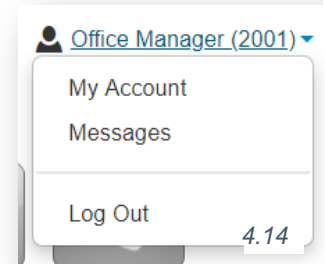 Office Manager (2001)
My Account
Messages
Log Out
4.14